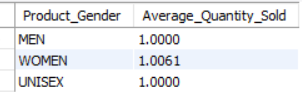 Product_Gender Average_Quantity_Sold
MEN 1.0000
WOMEN 1.0061
UNISEX 1.0000